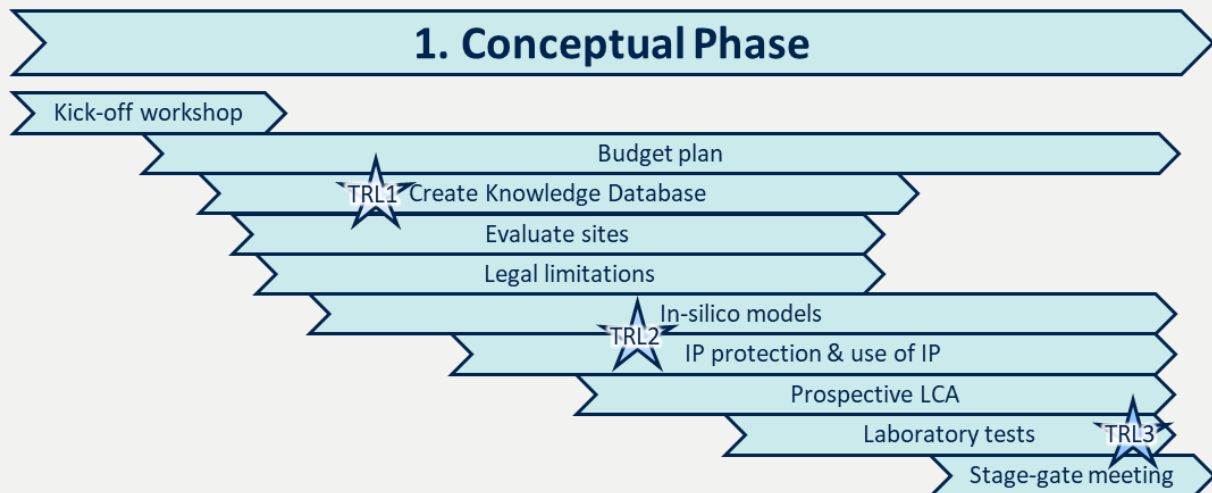 1. Conceptual Phase
Kick-off workshop
Budget plan
TRL1 Create Knowledge Database
Evaluate sites
Legal limitations
In-silico models
TRL2
IP protection & use of IP
Prospective LCA
Laboratory tests TRL3
Stage-gate meeting